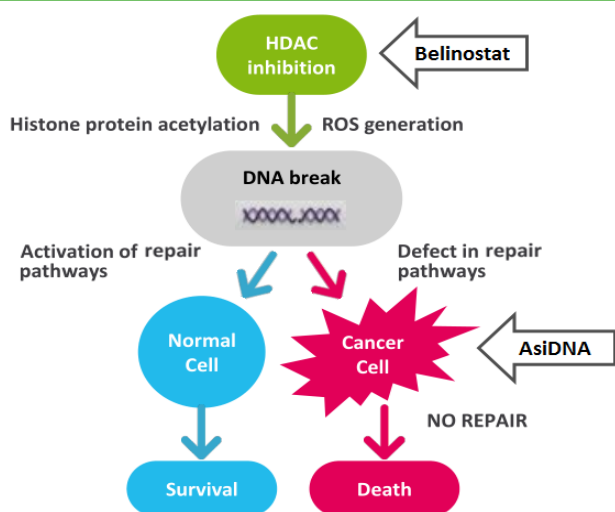 HDAC
inhibition
Belinostat
Histone protein acetylation
ROS generation
DNA break
Activation of repair
pathways
Defect in repair
pathways
Normal
Cell
Cancer
Cell
AsiDNA
NO REPAIR
Survival
Death